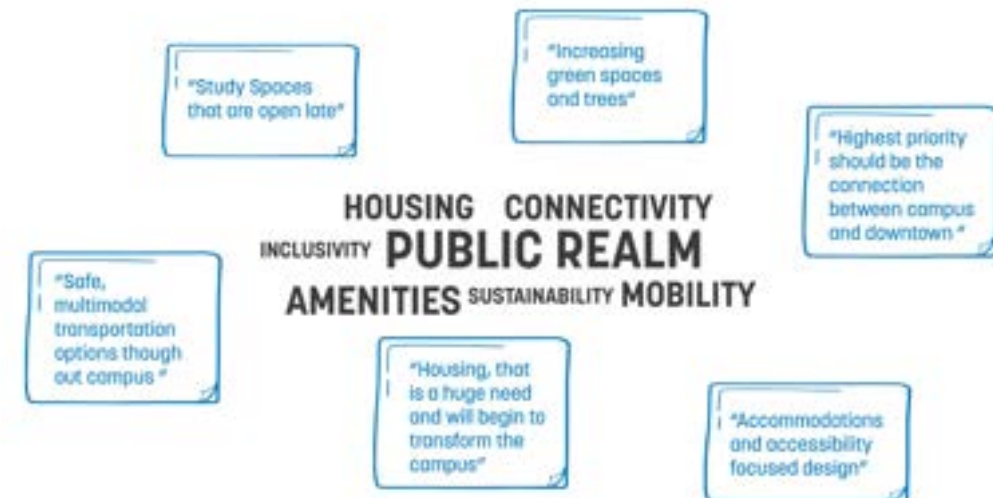 "Increasing
green spaces
and trees"
"Study Spaces
that are open late"
"Highest priority
should be the
connection
between campus
and downtown "
HOUSING CONNECTIVITY
INCLUSIVITY PUBLIC REALM
AMENITIES SUSTAINABILITY MOBILITY
"Safe,
multimodal
transportation
options though
out campus "
"Housing, that
is a huge need
and will begin to
transform the
campus"
"Accommodations
and accessibility
focused design"